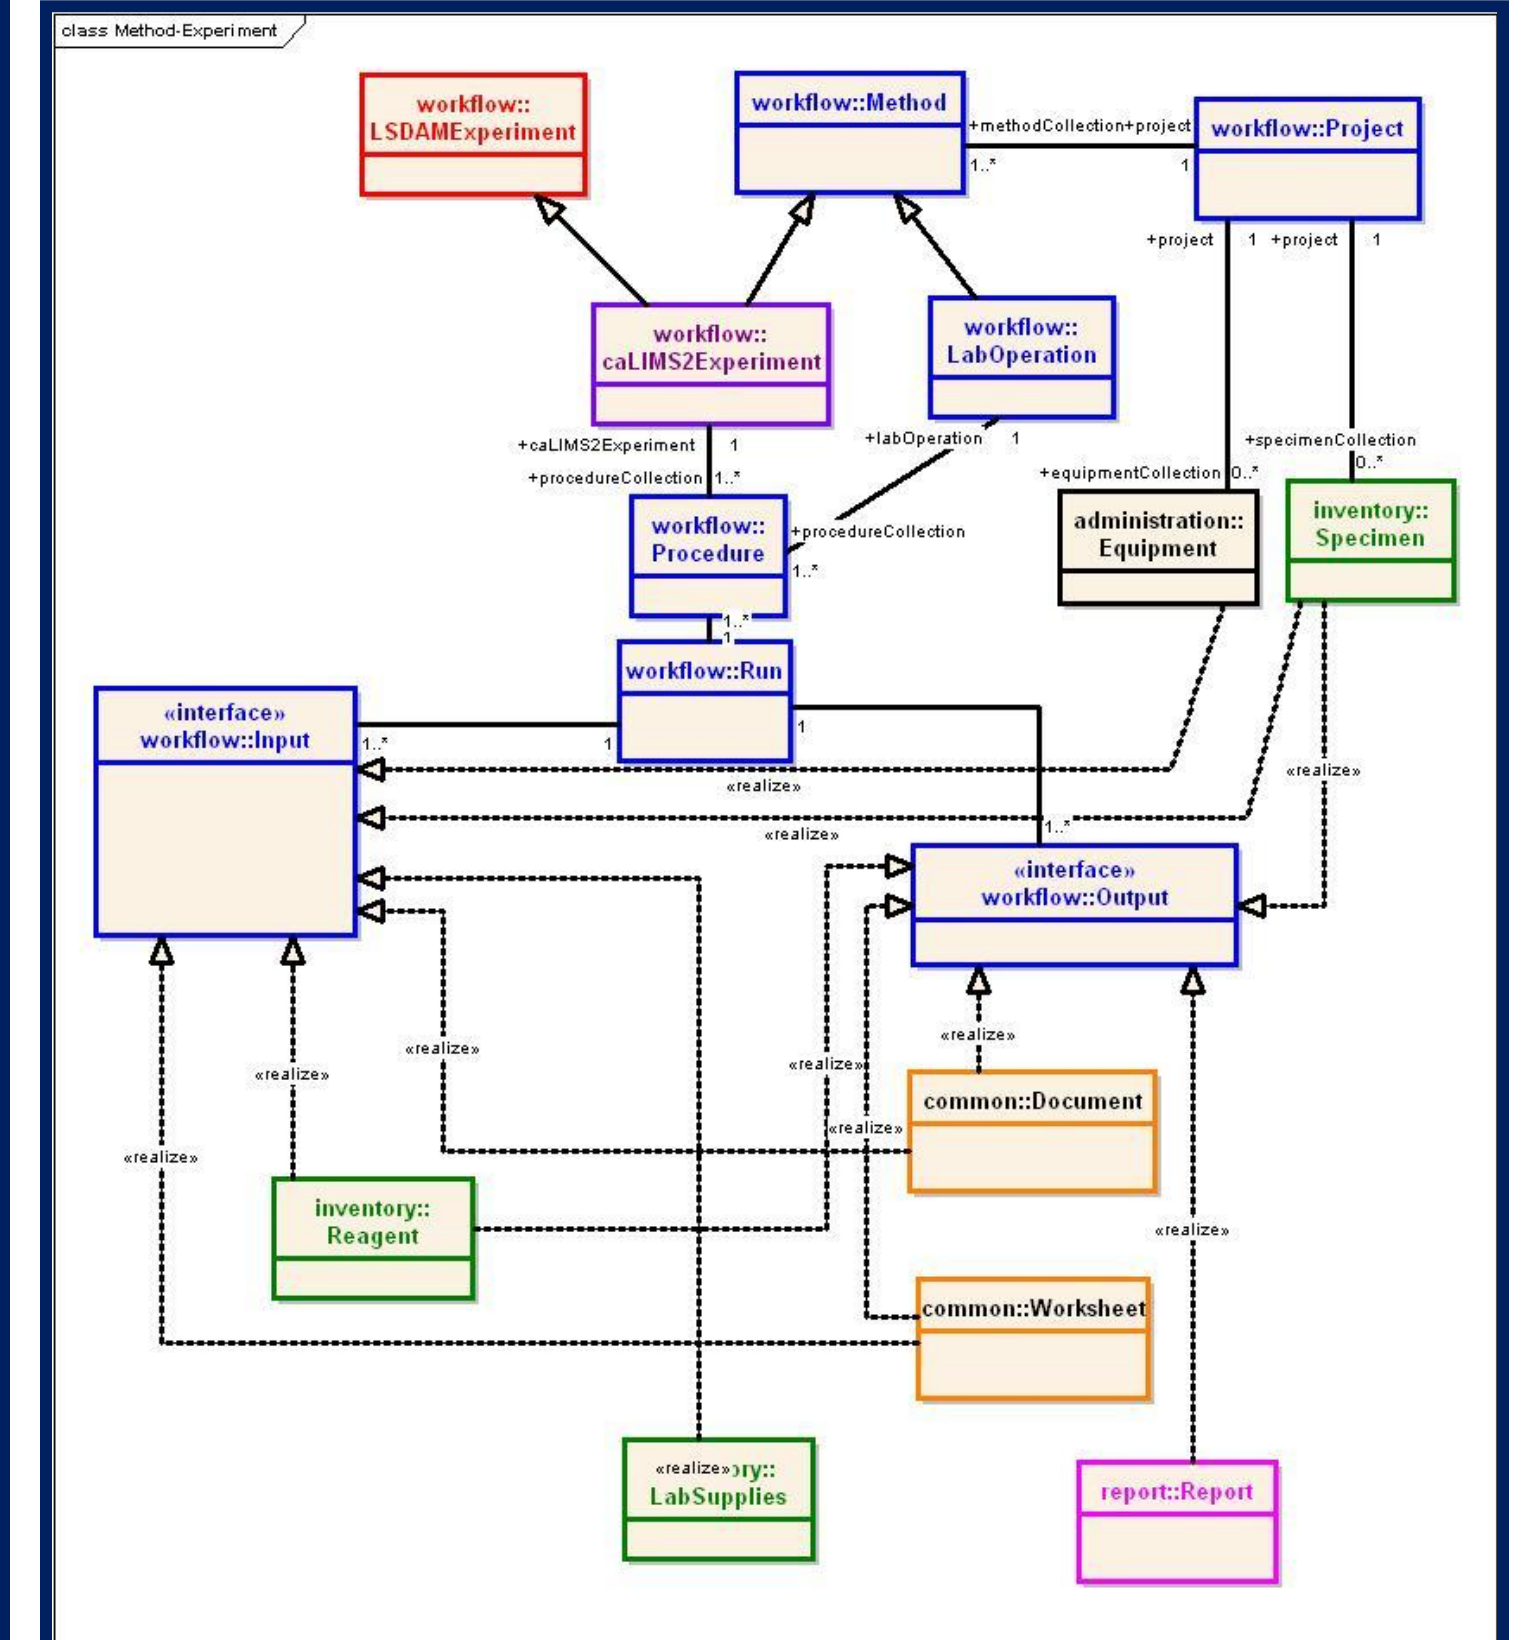 class Method-Experiment
workflow::
LSDAMExperiment
workflow::Method
+methodCollection+project
1..*
1
workflow::Project
+project
1
+project
1
workflow::
caLIMS2Experiment
workflow::
LabOperation
+caLIMS2Experiment
1
+labOperation
1
+specimenCollection
0..*
+procedureCollection
1..*
+equipmentCollection
0..*
workflow::
Procedure
+procedureCollection
1..*
administration::
Equipment
inventory::
Specimen
1..*
1
workflow::Run
«interface»
workflow::Input
1..*
1
1
«realize»
«realize»
«realize»
1..*
«interface»
workflow::Output
«realize»
«realize»
«realize»
«realize»
common::Document
«realize»
«realize»
inventory::
Reagent
«realize»
common::Worksheet
«realize»
ory::
LabSupplies
report::Report